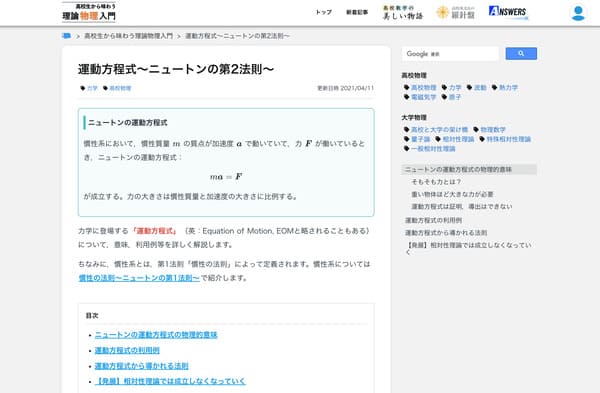 高校生から味わう
理論物理入門
トップ
新着記事
高校数学の
美しい物語
高校生のための
羅針盤
ANSWERS
> 高校生から味わう理論物理入門 > 運動方程式〜ニュートンの第2法則〜
運動方程式〜ニュートンの第2法則〜
力学 高校物理
更新日時 2021/04/11
ニュートンの運動方程式
慣性系において，慣性質量 m の質点が加速度 a で動いていて，力 F が働いているとき，
き，ニュートンの運動方程式：
ma = F
が成立する。力の大きさは慣性質量と加速度の大きさに比例する。
力学に登場する「運動方程式」（英：Equation of Motion, EOMと略されることもある）
について，意味，利用例等を詳しく解説します。
ちなみに，慣性系とは，第1法則「慣性の法則」によって定義されます。慣性系については
慣性の法則〜ニュートンの第1法則〜 で紹介します。
目次
ニュートンの運動方程式の物理的意味
運動方程式の利用例
運動方程式から導かれる法則
【発展】相対性理論では成立しなくなっていく
Google 検索
高校物理
高校物理 力学 波動 熱力学
電磁気学 原子
大学物理
高校と大学の架け橋 物理数学
量子論 相対性理論 特殊相対性理論
一般相対性理論
ニュートンの運動方程式の物理的意味
そもそも力とは？
重い物体ほど大きな力が必要
運動方程式は証明，導出はできない
運動方程式の利用例
運動方程式から導かれる法則
【発展】相対性理論では成立しなくなってい
く